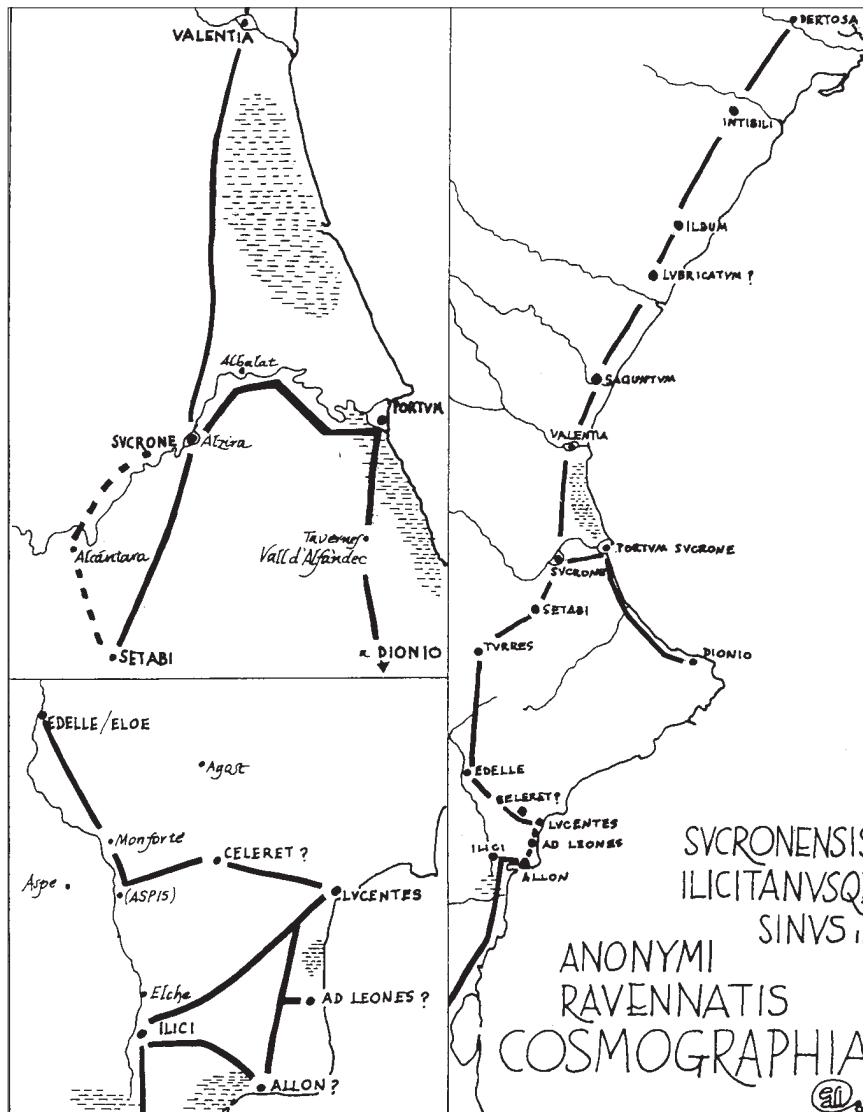 VALENTIA
Albalat
PORTVM
SVCRONE
Alzira
Tavernes
Vall d'Alfàndec
Alcántara
SETABI
a DIONIO
EDELLE/ELOE
Agost
Monforte
CELERET?
Aspe
(ASPIS)
LVCENTES
Elche
AD LEONES?
ILICI
ALLON?
DERTOSA
INTIBILI
ILDUM
LVBRICATVM?
SAGVNTVM
VALENTIA
PORTVM SVCRONE
SVCRONE
SETABI
TVRRES
DIONIO
EDELLE
CELERET?
LVCENTES
AD LEONES
ILICI
ALLON
SVCRONENSIS
ILICITANVSQ
SINVS
ANONYMI
RAVENNATIS
COSMOGRAPHIA